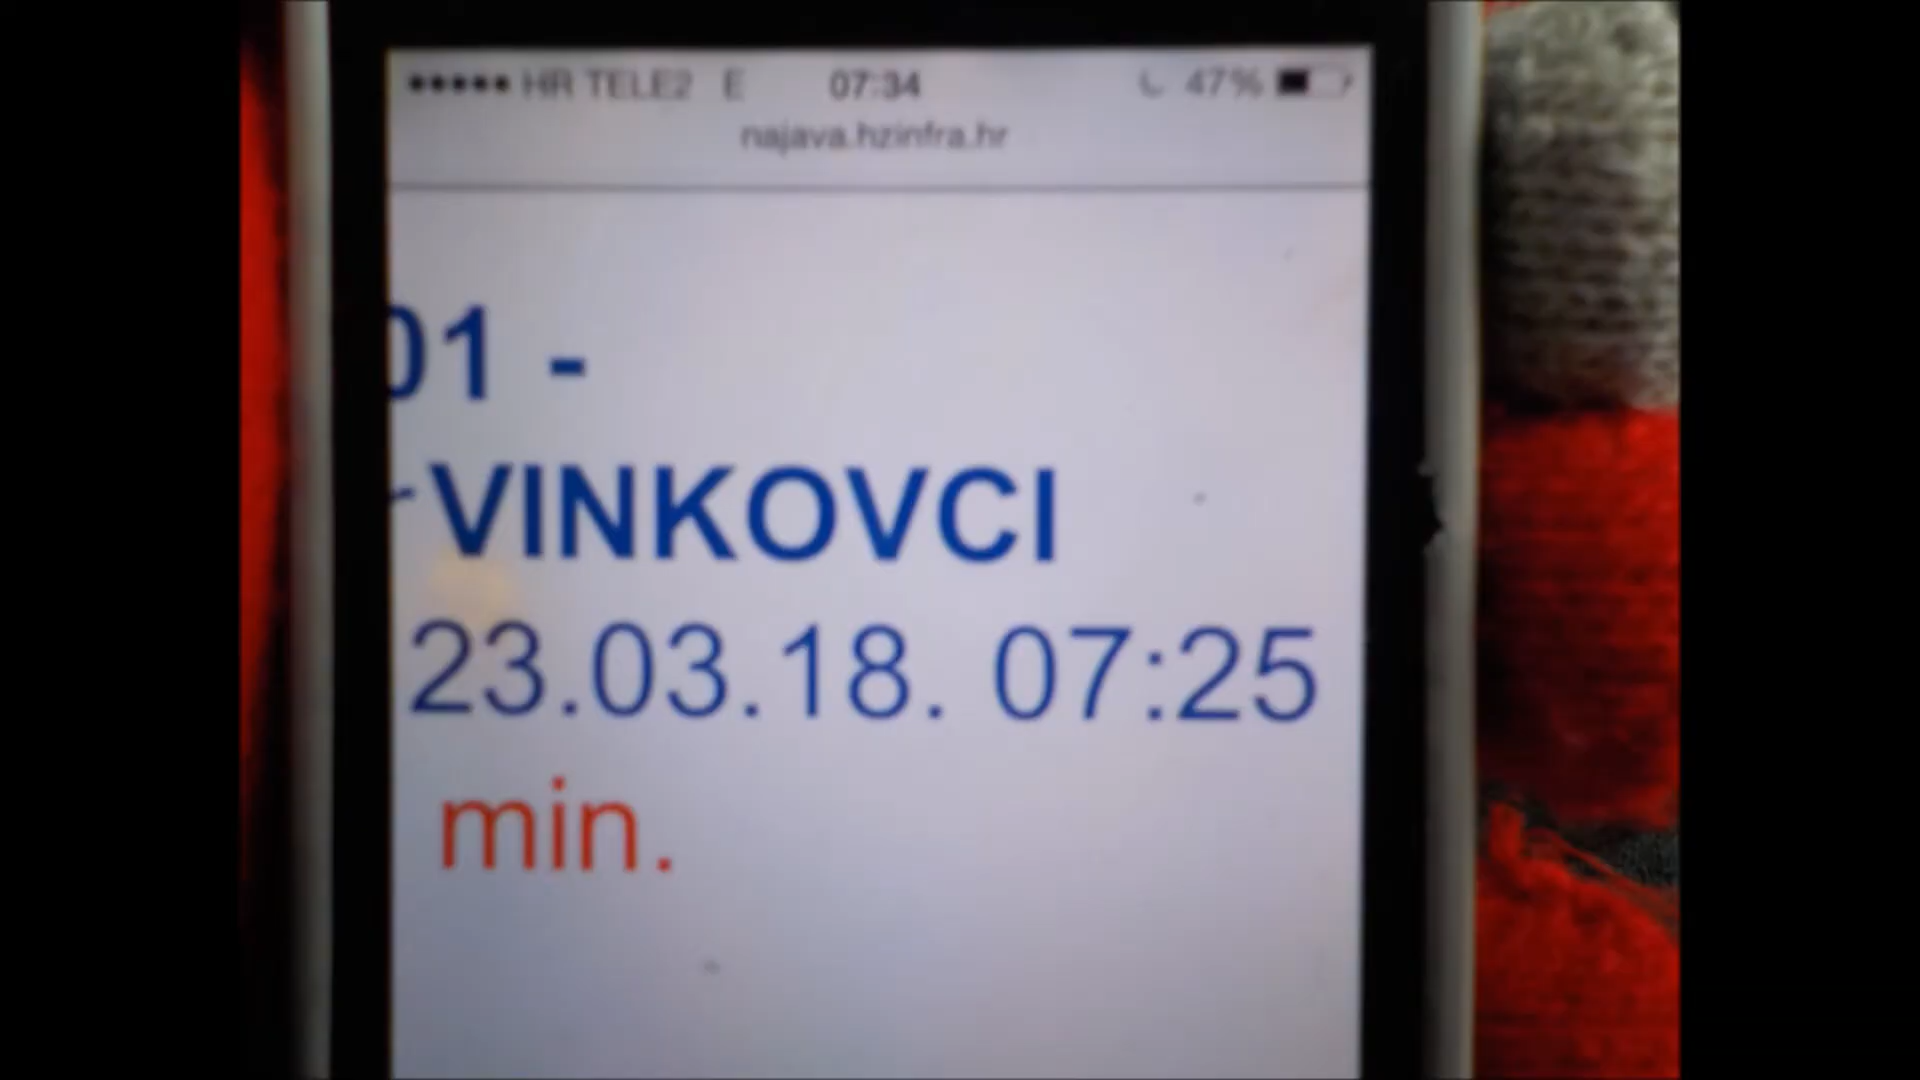 HR TELE2 E 07:34 47%
najava.hzinfra.hr
01 -
VINKOVCI
23.03.18. 07:25
min.